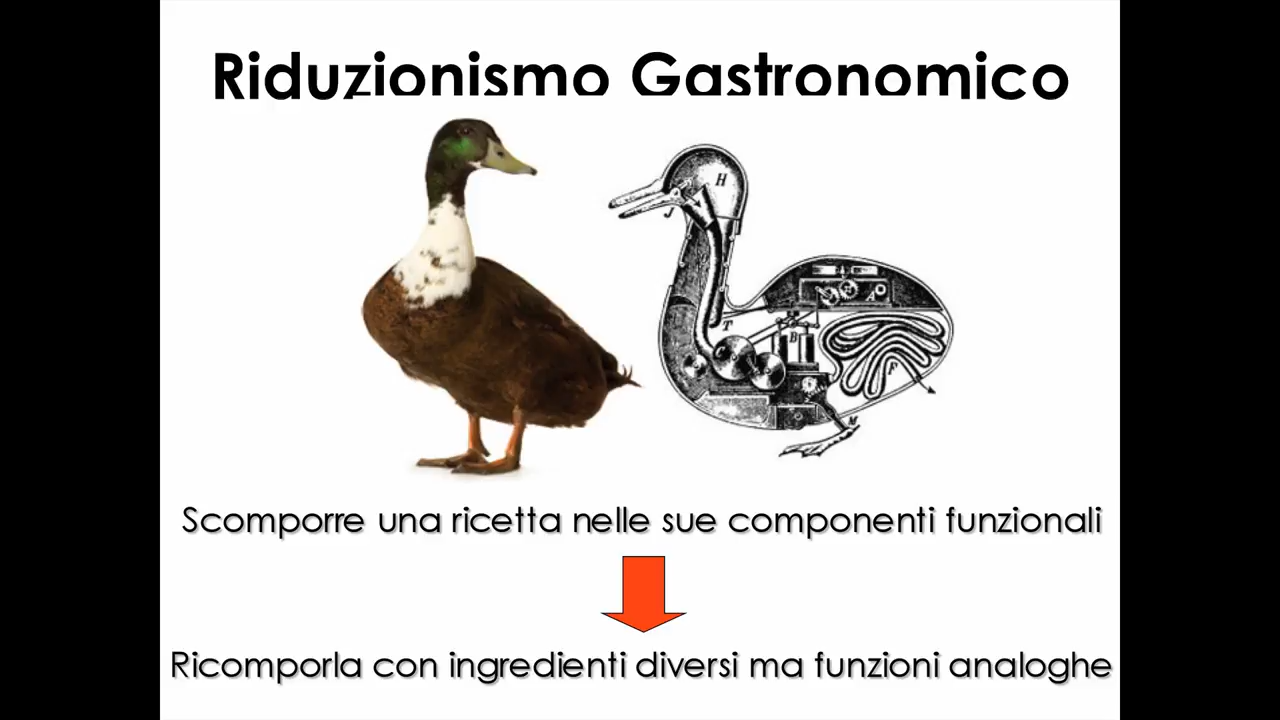 Riduzionismo Gastronomico
H
J
A
T
B
C
F
M
Scomporre una ricetta nelle sue componenti funzionali
Ricomporla con ingredienti diversi ma funzioni analoghe